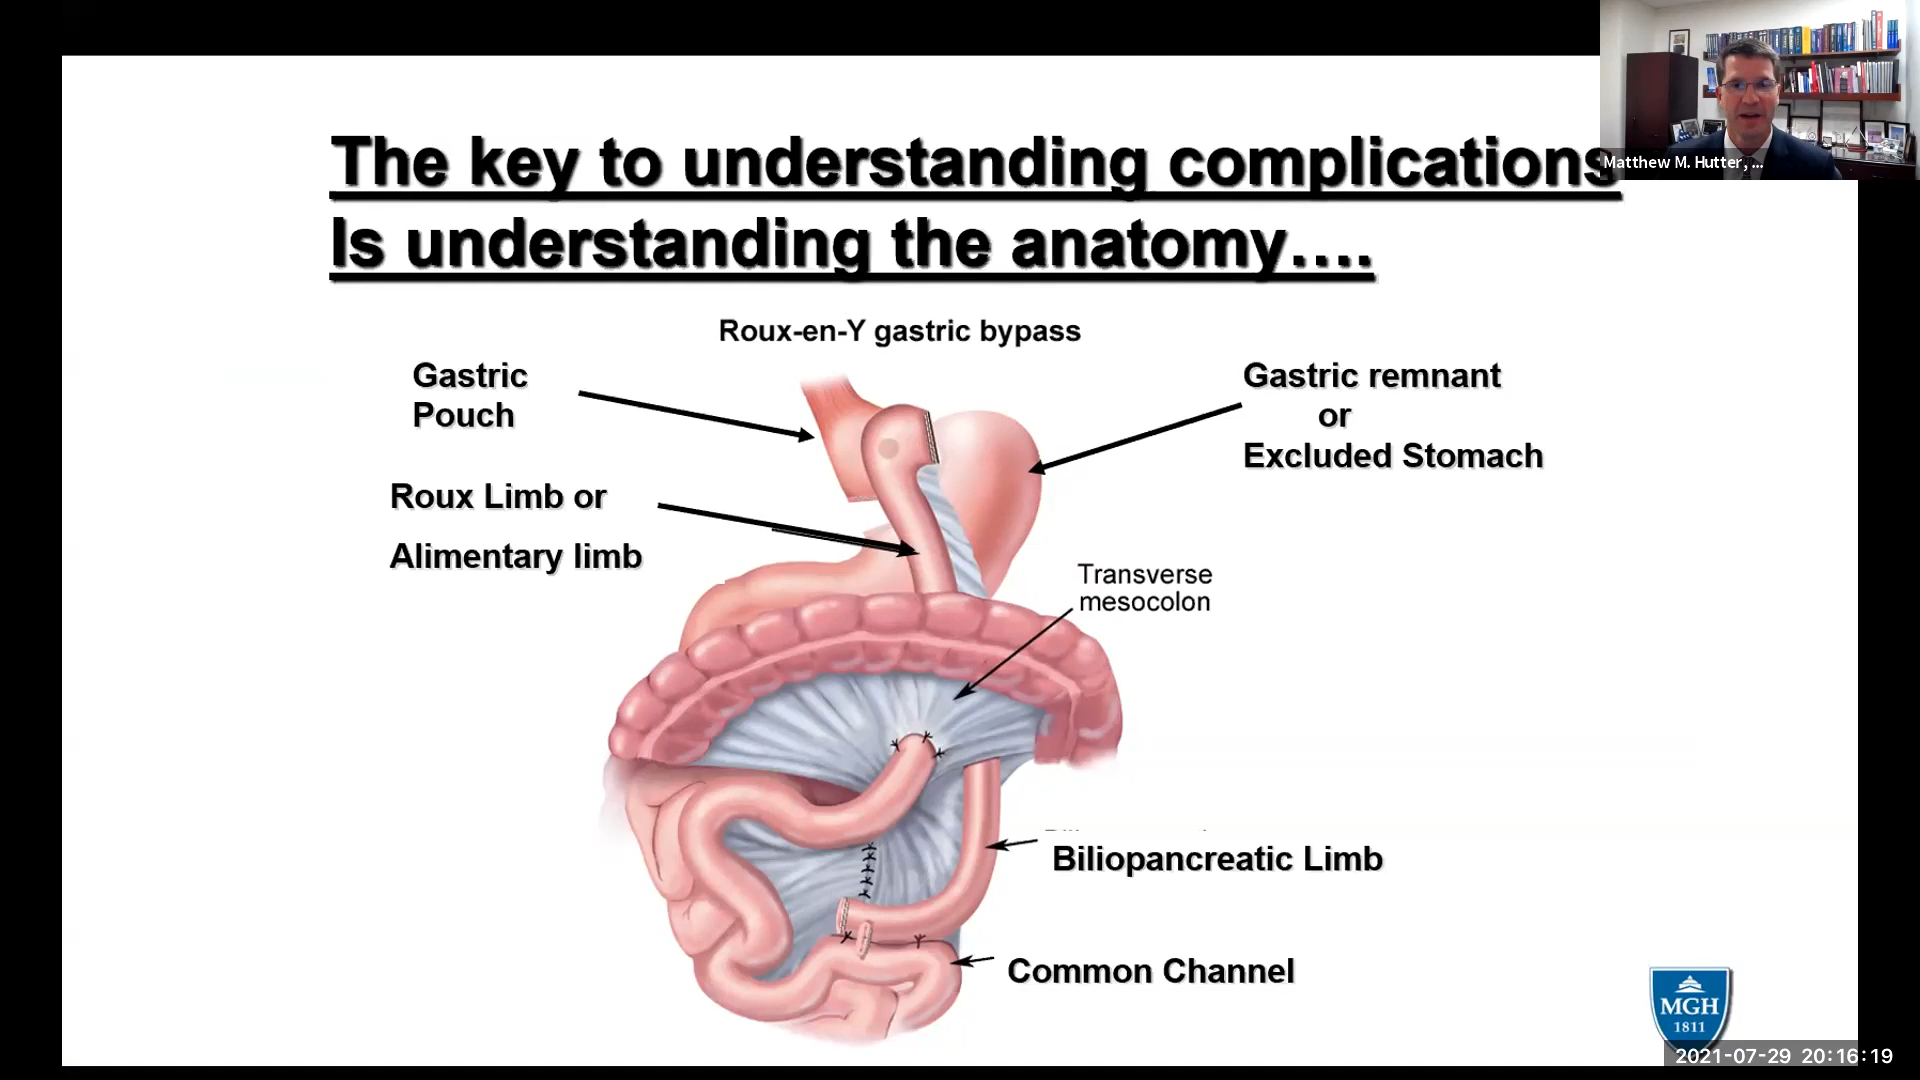 The key to understanding complications
Is understanding the anatomy....
Matthew M. Hutter, ...
Roux-en-Y gastric bypass
Gastric
Pouch
Gastric remnant
or
Excluded Stomach
Roux Limb or
Alimentary limb
Transverse
mesocolon
Biliopancreatic Limb
Common Channel
MGH
1811
2021-07-29 20:16:19